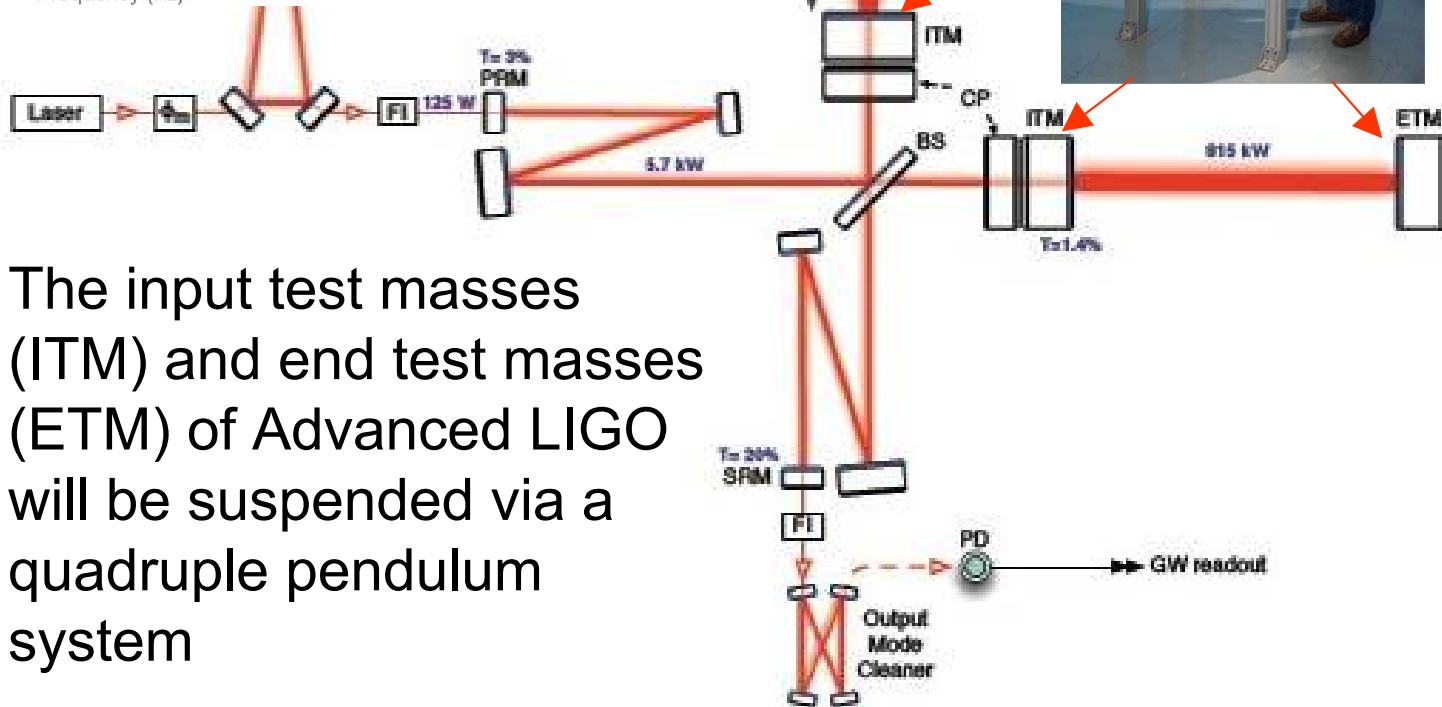 ITM
T= 3%
PRM
Laser
Φm
FI
125 W
CP
ITM
ETM
BS
5.7 kW
815 kW
T=1.4%
The input test masses
(ITM) and end test masses
(ETM) of Advanced LIGO
will be suspended via a
quadruple pendulum
system
T= 20%
SRM
FI
PD
GW readout
Output
Mode
Cleaner